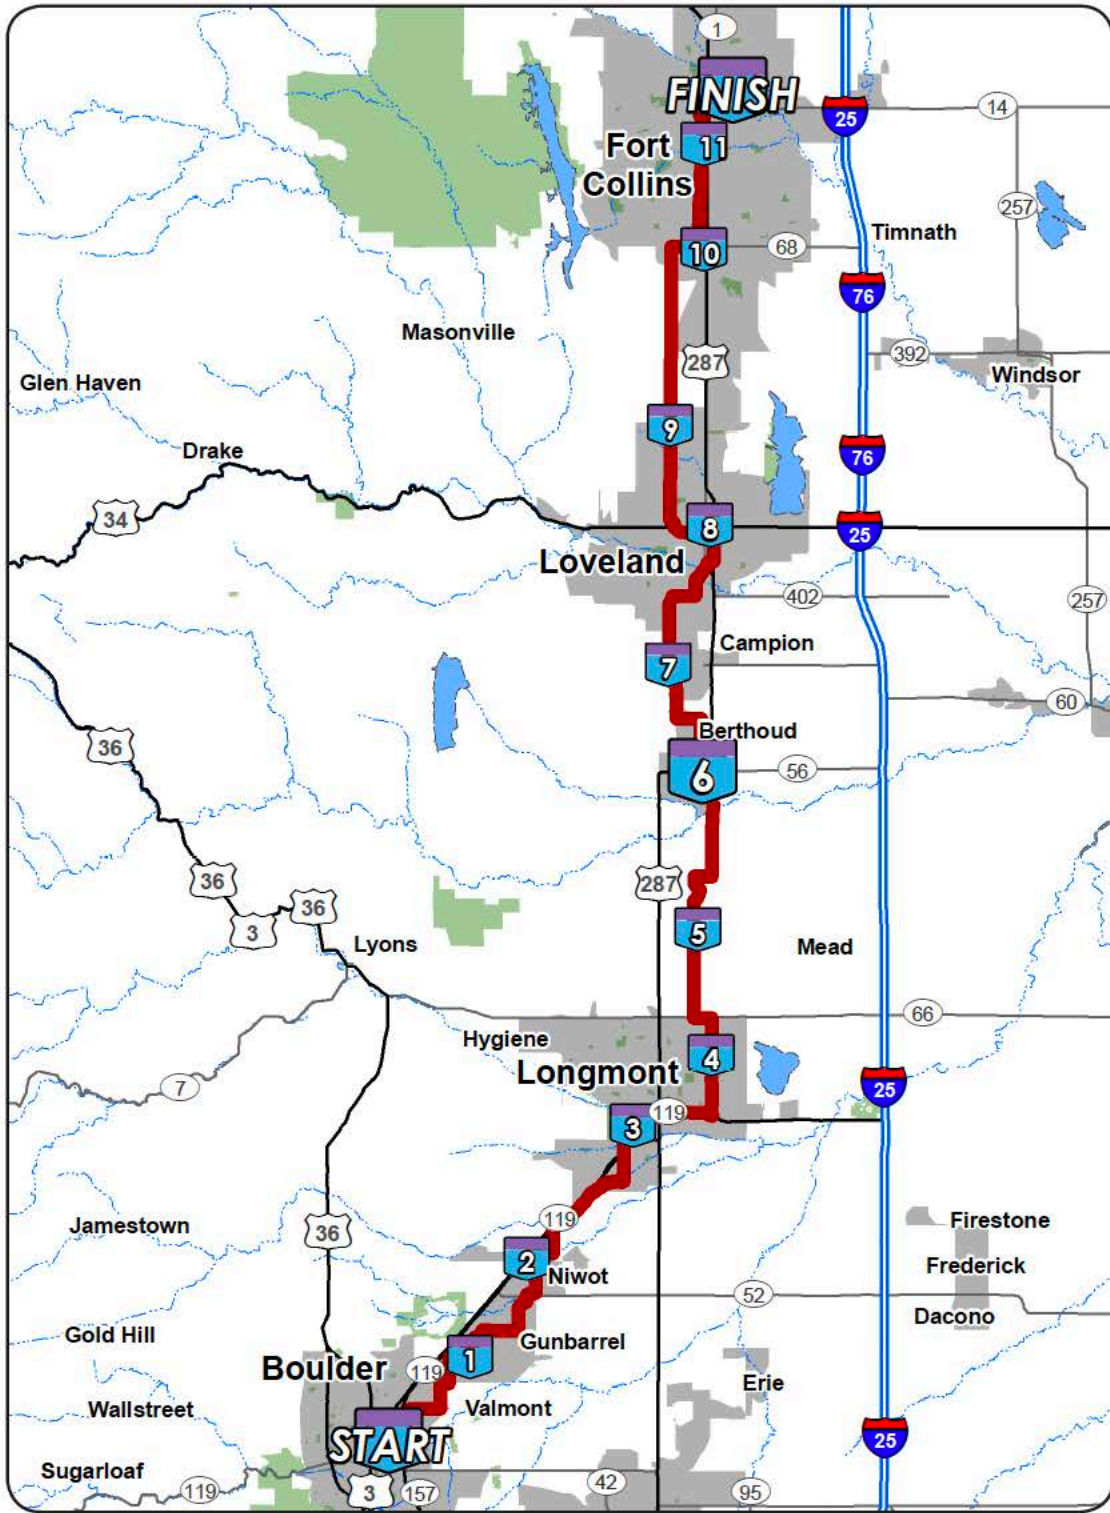 1
FINISH
25
14
11
Fort
Collins
257
Timnath
10
68
76
Masonville
287
392
Windsor
Glen Haven
9
Drake
76
34
8
25
Loveland
402
257
Campion
7
60
36
Berthoud
6
56
36
287
36
3
5
Lyons
Mead
66
Hygiene
4
Longmont
7
25
119
3
119
Jamestown
36
Firestone
2
Niwot
Frederick
52
Dacono
Gold Hill
Gunbarrel
1
Boulder
119
Erie
Wallstreet
Valmont
START
25
Sugarloaf
119
3
157
42
95